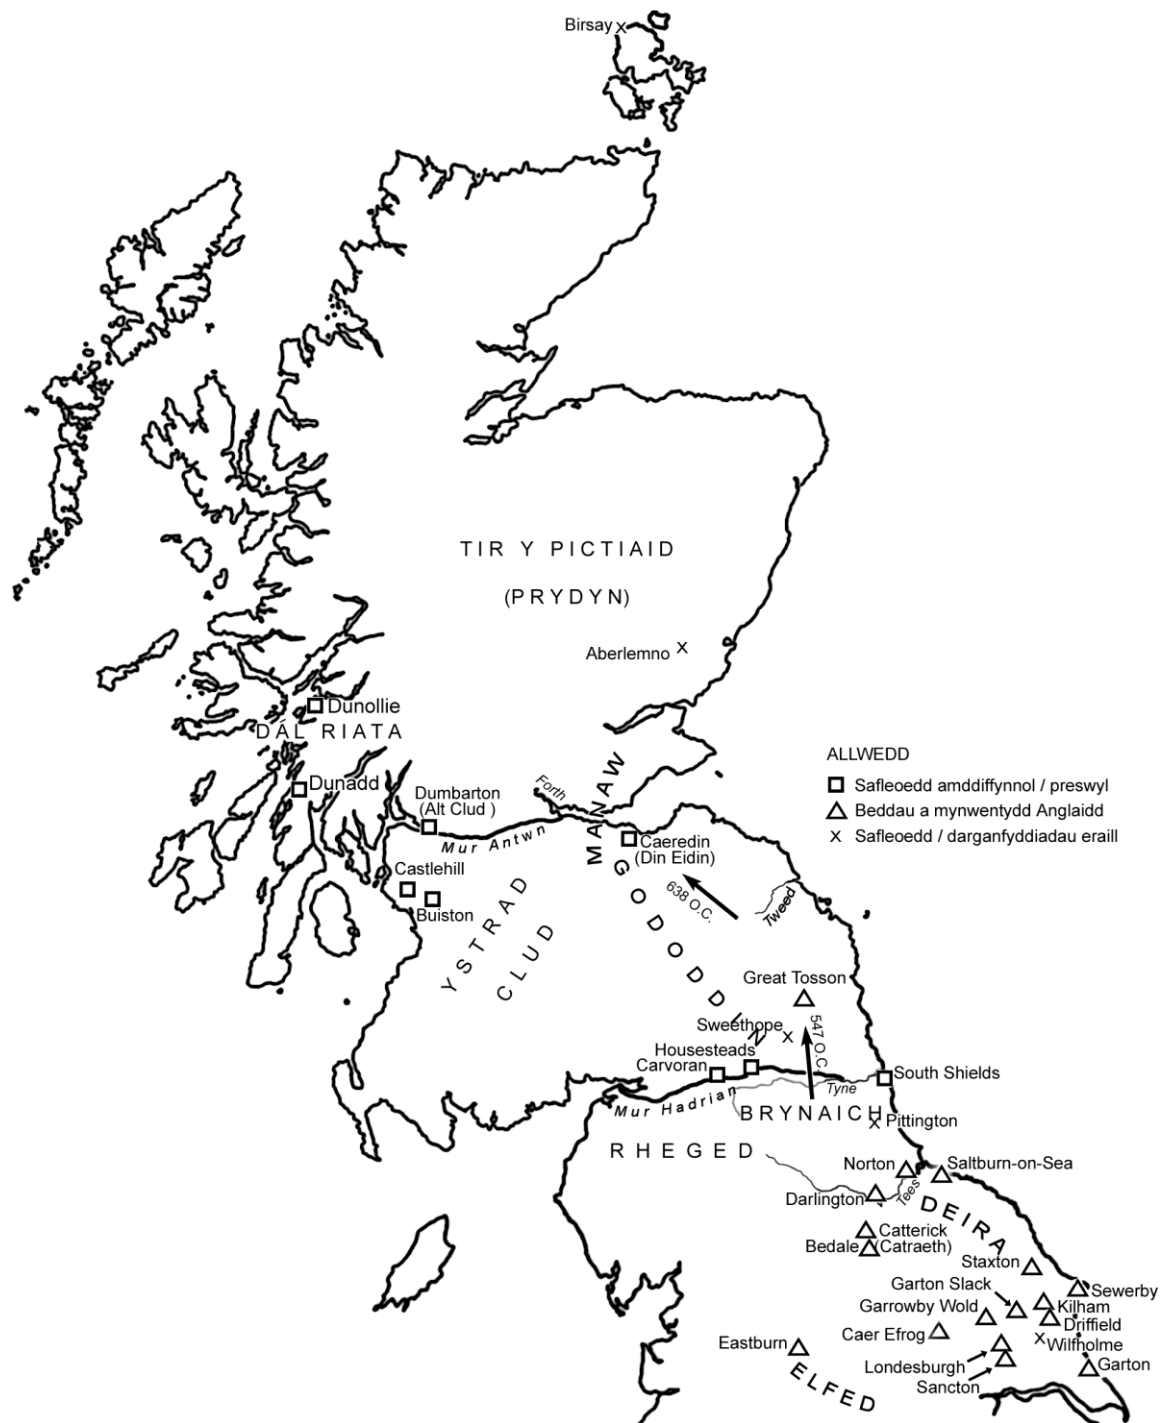 Birsay
TIR Y PICTIAID
(PRYDYN)
Aberlemno
Dunollie
DÁL RIATA
Dunadd
Dumbarton
(Alt Clud )
Forth
MANAW
Mur Antwn
Caeredin
(Din Eidin)
ALLWEDD
Safleoedd amddiffynnol / preswyl
Beddau a mynwentydd Anglaidd
x Safleoedd / darganfyddiadau eraill
Castlehill
Buiston
YSTRAD
CLUD
GODODDIN
638 O.C.
Tweed
Great Tosson
Sweethope
547 O.C.
Housesteads
Carvoran
South Shields
Tyne
Mur Hadrian
BRYNAICH
Pittington
RHEGED
Norton
Saltburn-on-Sea
Darlington
Tees
DEIRA
Catterick
Bedale
(Catraeth)
Staxton
Garton Slack
Sewerby
Garrowby Wold
Kilham
Driffield
Caer Efrog
Wilfholme
Eastburn
Londesburgh
Garton
Sancton
ELFED